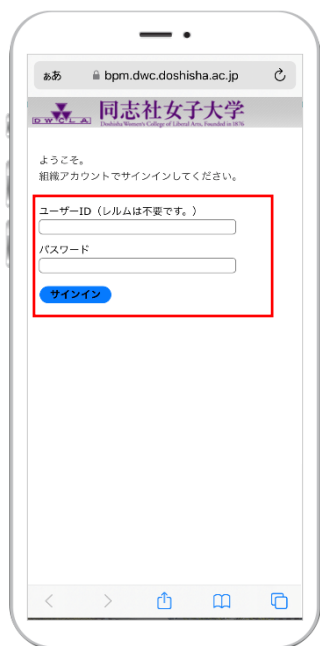 ああ bpm.dwc.doshisha.ac.jp
D W C L A 同志社女子大学
Doshisha Women's College of Liberal Arts, Founded in 1876
ようこそ。
組織アカウントでサインインしてください。
ユーザーID（レルムは不要です。）
パスワード
サインイン